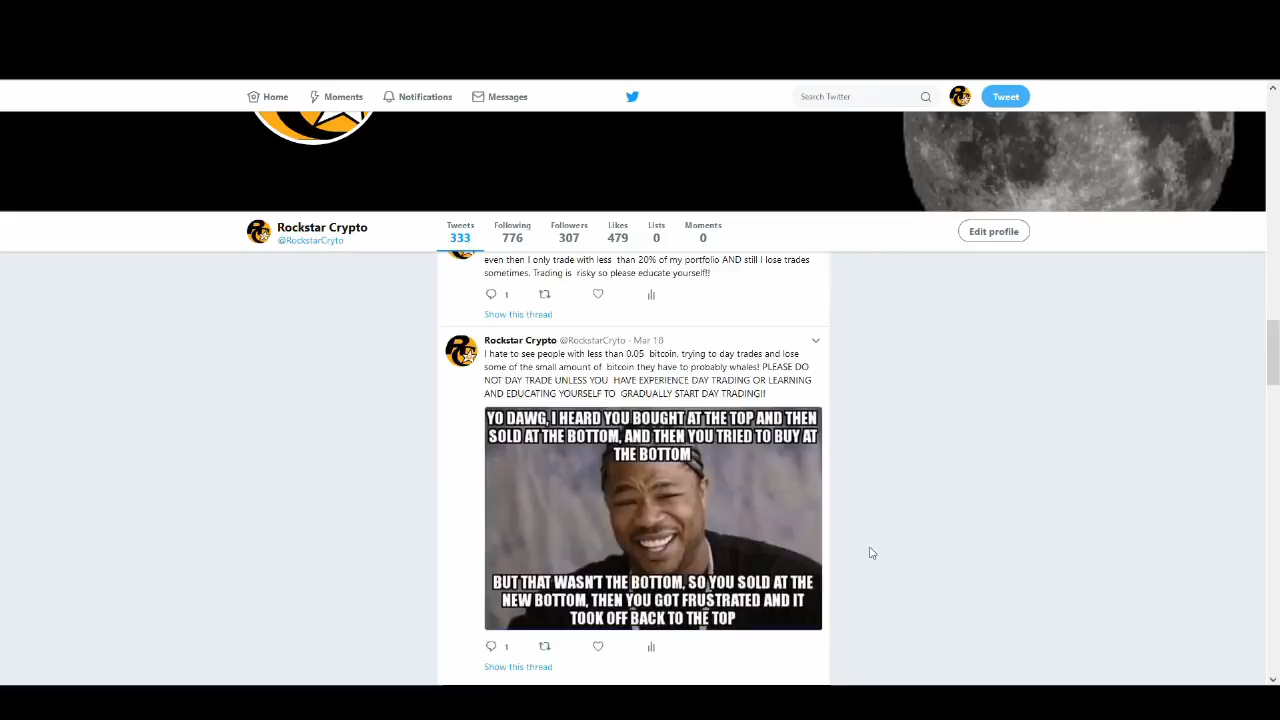 Home Moments Notifications Messages Search Twitter Tweet
Tweets Following Followers Likes Lists Moments
Rockstar Crypto 333 776 307 479 0 0 Edit profile
@RockstarCryto
even then I only trade with less than 20% of my portfolio AND still I lose trades
sometimes. Trading is risky so please educate yourself!!
1
Show this thread
Rockstar Crypto @RockstarCryto · Mar 18
I hate to see people with less than 0.05 bitcoin, trying to day trades and lose
some of the small amount of bitcoin they have to probably whales! PLEASE DO
NOT DAY TRADE UNLESS YOU HAVE EXPERIENCE DAY TRADING OR LEARNING
AND EDUCATING YOURSELF TO GRADUALLY START DAY TRADING!!
YO DAWG, I HEARD YOU BOUGHT AT THE TOP AND THEN
SOLD AT THE BOTTOM, AND THEN YOU TRIED TO BUY AT
THE BOTTOM
BUT THAT WASN'T THE BOTTOM, SO YOU SOLD AT THE
NEW BOTTOM, THEN YOU GOT FRUSTRATED AND IT
TOOK OFF BACK TO THE TOP
1
Show this thread